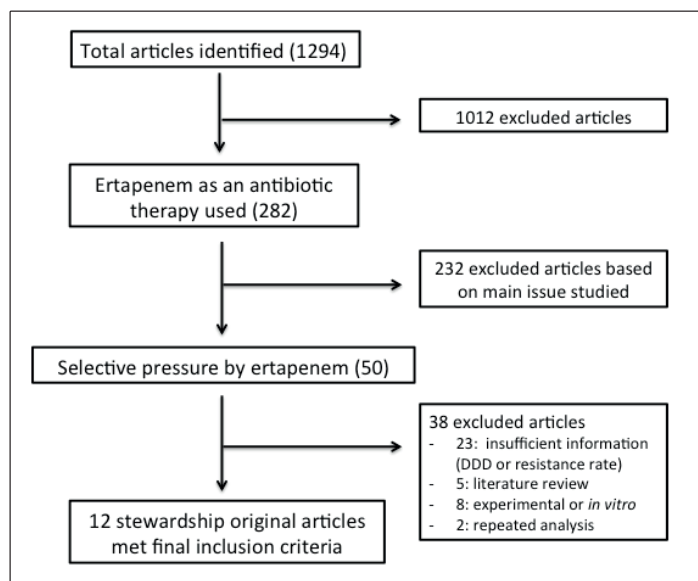 Total articles identified (1294)
1012 excluded articles
Ertapenem as an antibiotic
therapy used (282)
232 excluded articles based
on main issue studied
Selective pressure by ertapenem (50)
38 excluded articles
- 23: insufficient information
(DDD or resistance rate)
- 5: literature review
- 8: experimental or in vitro
- 2: repeated analysis
12 stewardship original articles
met final inclusion criteria